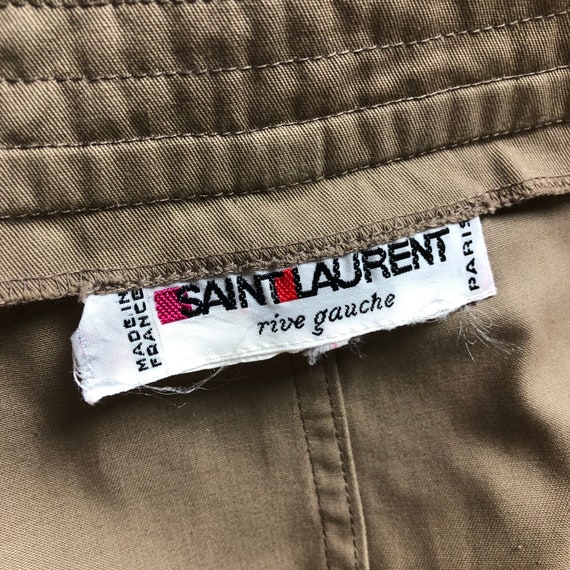 MADE IN
FRANCE
SAINT LAURENT
rive gauche
PARIS